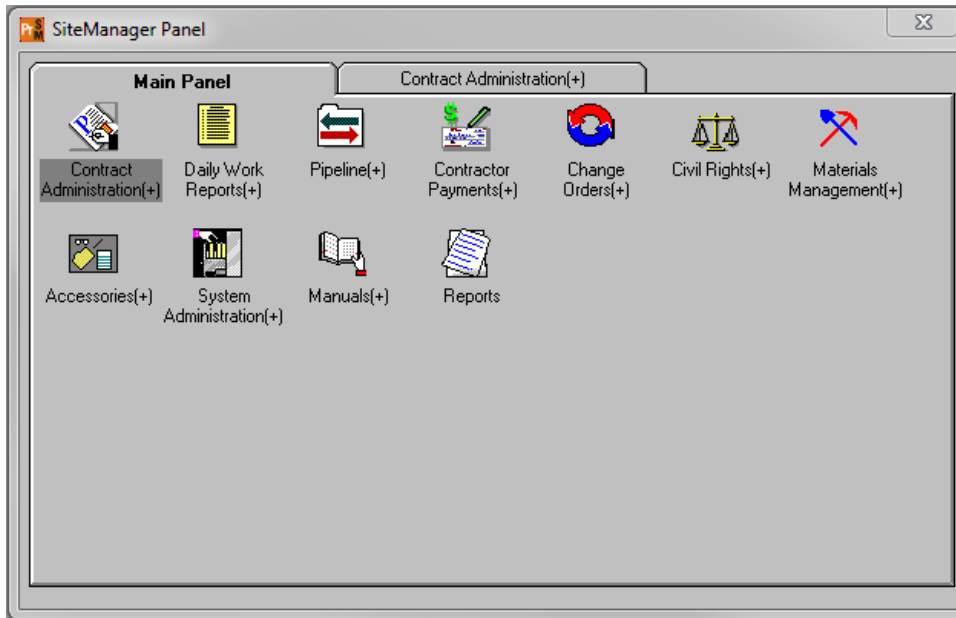 SiteManager Panel
Main Panel
Contract Administration(+)
Contract
Administration(+)
Daily Work
Reports(+)
Pipeline(+)
Contractor
Payments(+)
Change
Orders(+)
Civil Rights(+)
Materials
Management(+)
Accessories(+)
System
Administration(+)
Manuals(+)
Reports